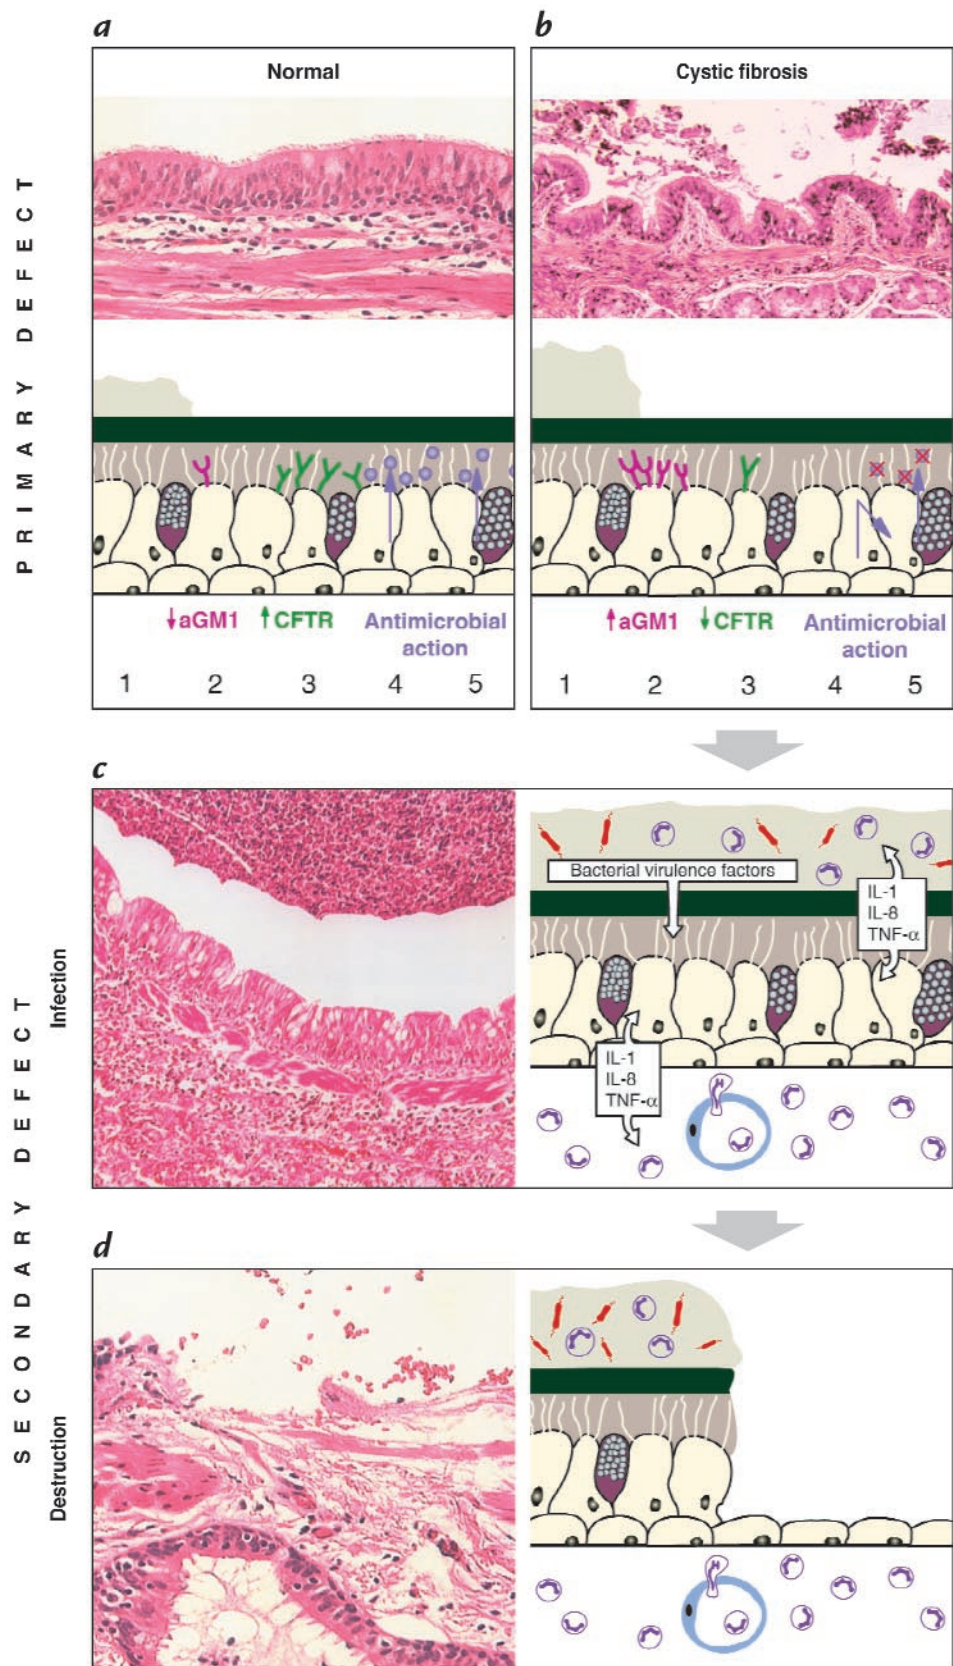 PRIMARY DEFECT
a
Normal
↓aGM1 ↑CFTR Antimicrobial
action
1 2 3 4 5
b
Cystic fibrosis
↑aGM1 ↓CFTR Antimicrobial
action
1 2 3 4 5
SECONDARY DEFECT
Infection
c
Bacterial virulence factors
IL-1
IL-8
TNF-α
IL-1
IL-8
TNF-α
Destruction
d